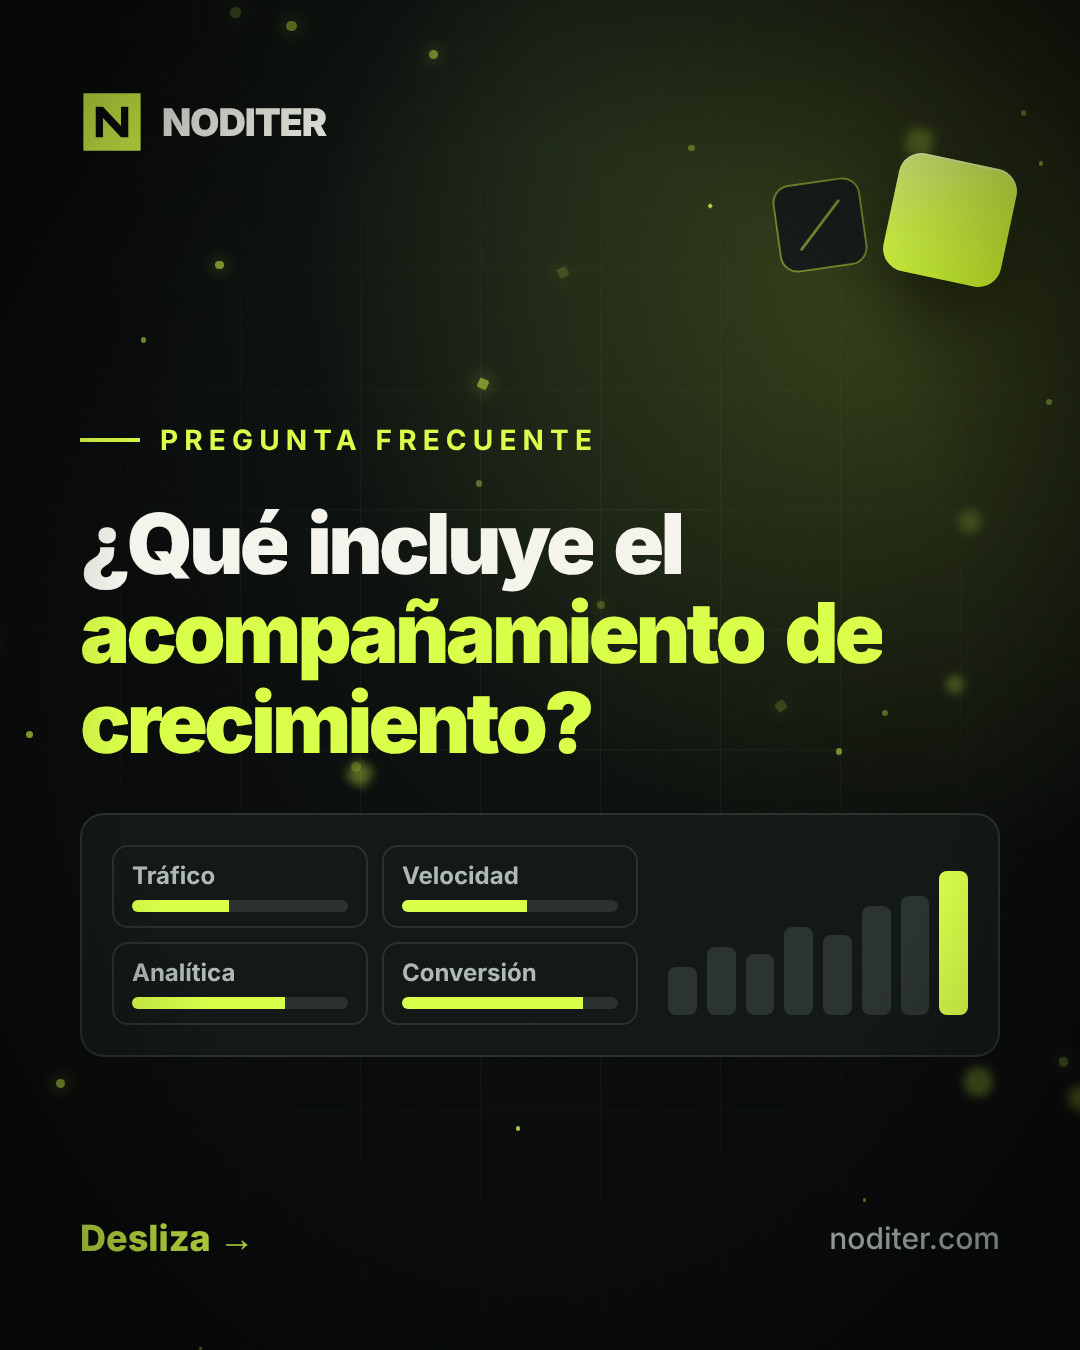 N NODITER
PREGUNTA FRECUENTE
¿Qué incluye el
acompañamiento de
crecimiento?
Tráfico
Velocidad
Analítica
Conversión
Desliza →
noditer.com